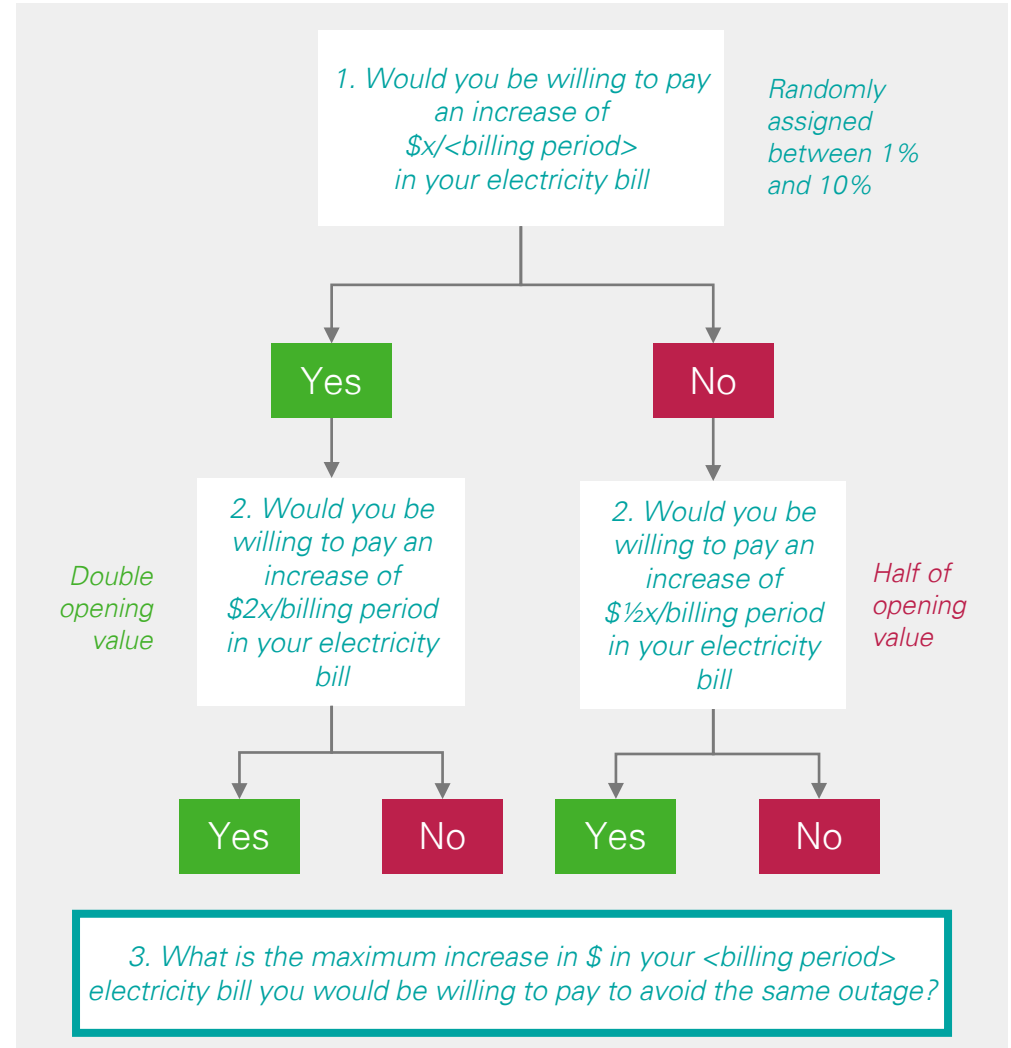 1. Would you be willing to pay
an increase of
$x/<billing period>
in your electricity bill
Randomly
assigned
between 1%
and 10%
Yes
No
Double
opening
value
2. Would you be
willing to pay an
increase of
$2x/billing period
in your electricity
bill
2. Would you be
willing to pay an
increase of
$½x/billing period
in your electricity
bill
Half of
opening
value
Yes
No
Yes
No
3. What is the maximum increase in $ in your <billing period>
electricity bill you would be willing to pay to avoid the same outage?